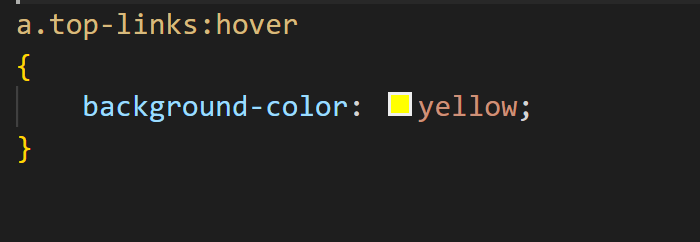 a.top-links:hover
{
    background-color: yellow;
}